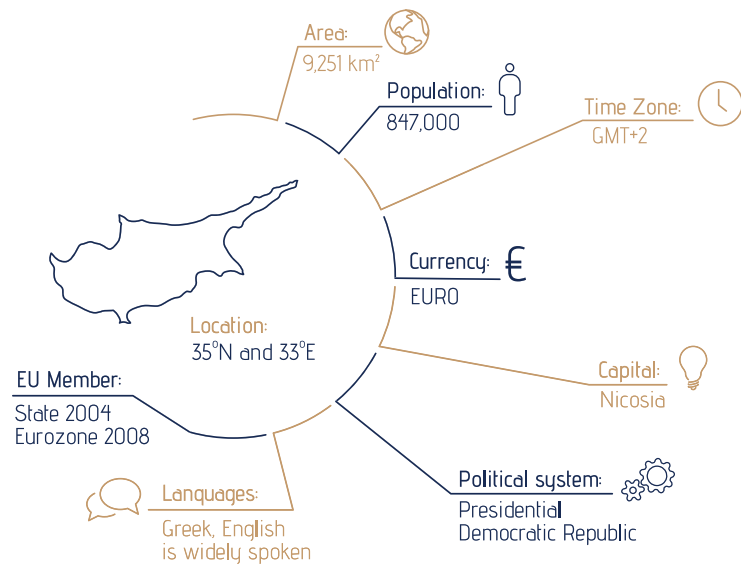 Area:
9,251 km²
Population:
847,000
Time Zone:
GMT+2
Currency:
€
EURO
Location:
35°N and 33°E
Capital:
Nicosia
EU Member:
State 2004
Eurozone 2008
Political system:
Presidential
Democratic Republic
Languages:
Greek, English
is widely spoken